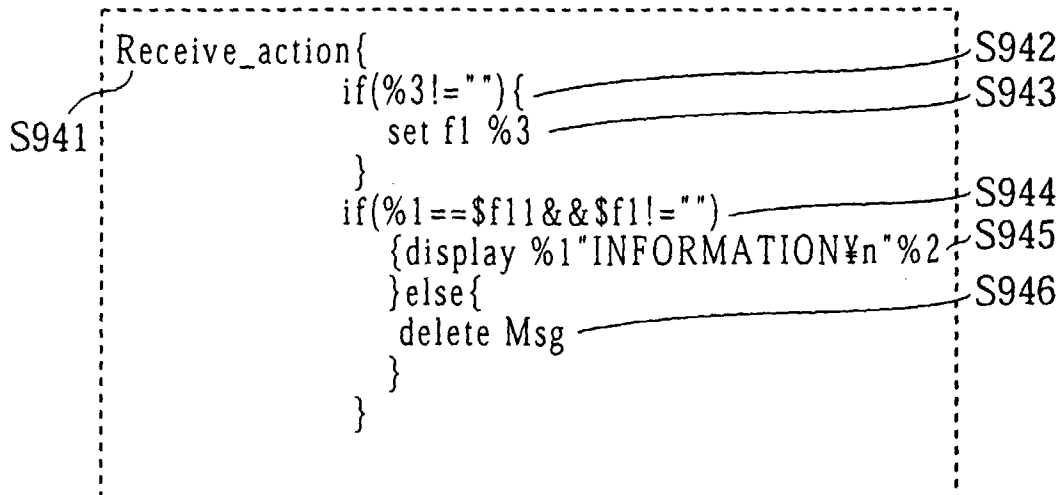 Receive_action{
if(%3!=""){
set f1 %3
}
if(%1==$f11&&$f1!="")
{display %1"INFORMATION¥n"%2
}else{
delete Msg
}
}
S941
S942
S943
S944
S945
S946